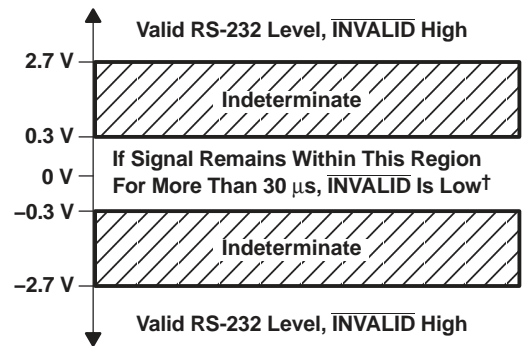 Valid RS-232 Level, INVALID High
2.7 V
Indeterminate
0.3 V
If Signal Remains Within This Region
0 V
For More Than 30 μs, INVALID Is Low†
–0.3 V
Indeterminate
–2.7 V
Valid RS-232 Level, INVALID High